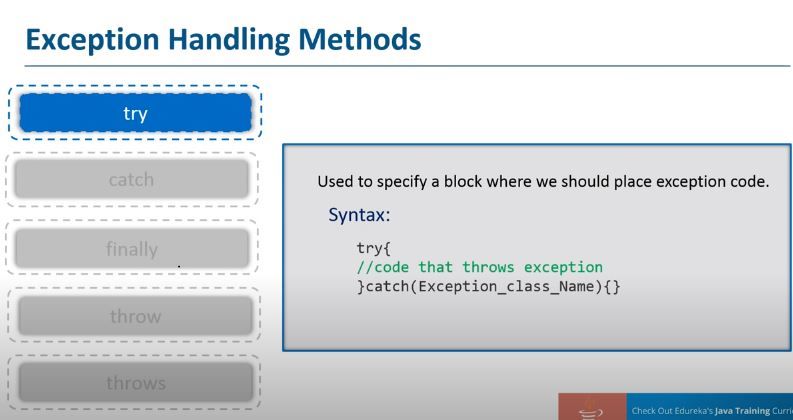 Exception Handling Methods
try
catch
finally
throw
throws
Used to specify a block where we should place exception code.
Syntax:
try{
//code that throws exception
}catch(Exception_class_Name){}
Check Out Edureka's Java Training Curri